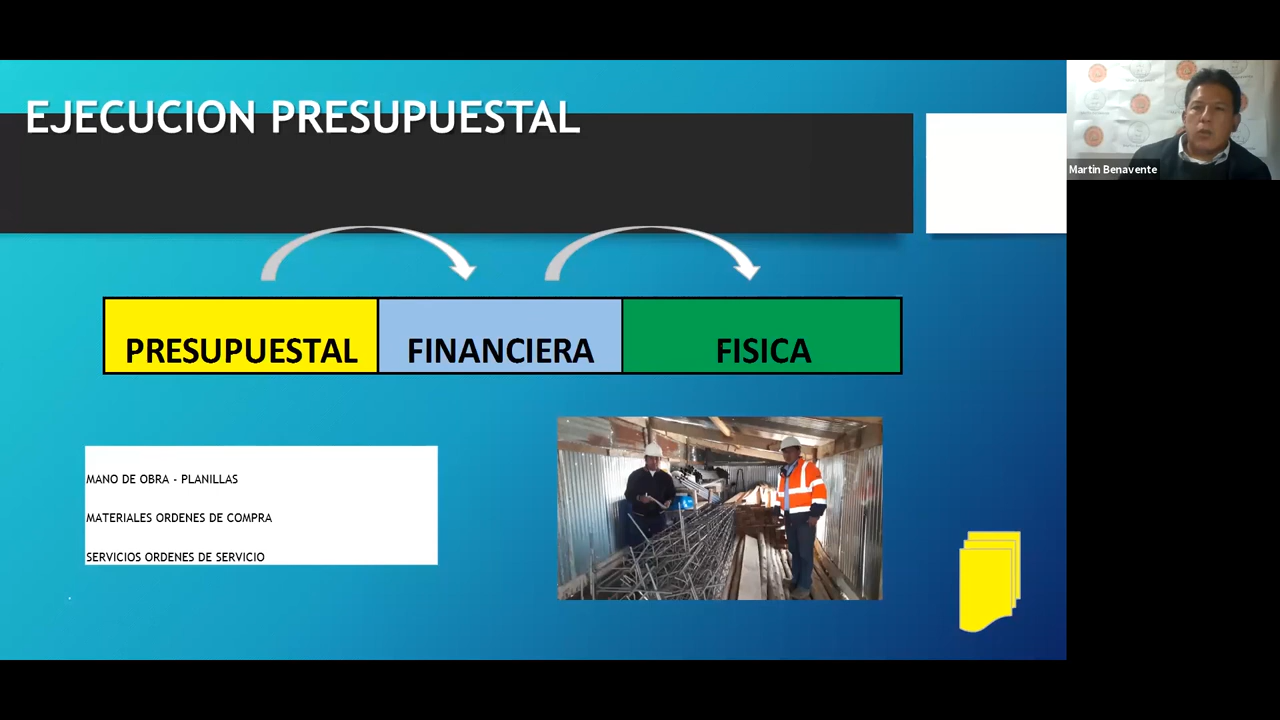 EJECUCION PRESUPUESTAL
Martin Benavente
PRESUPUESTAL
FINANCIERA
FISICA
MANO DE OBRA - PLANILLAS
MATERIALES ORDENES DE COMPRA
SERVICIOS ORDENES DE SERVICIO